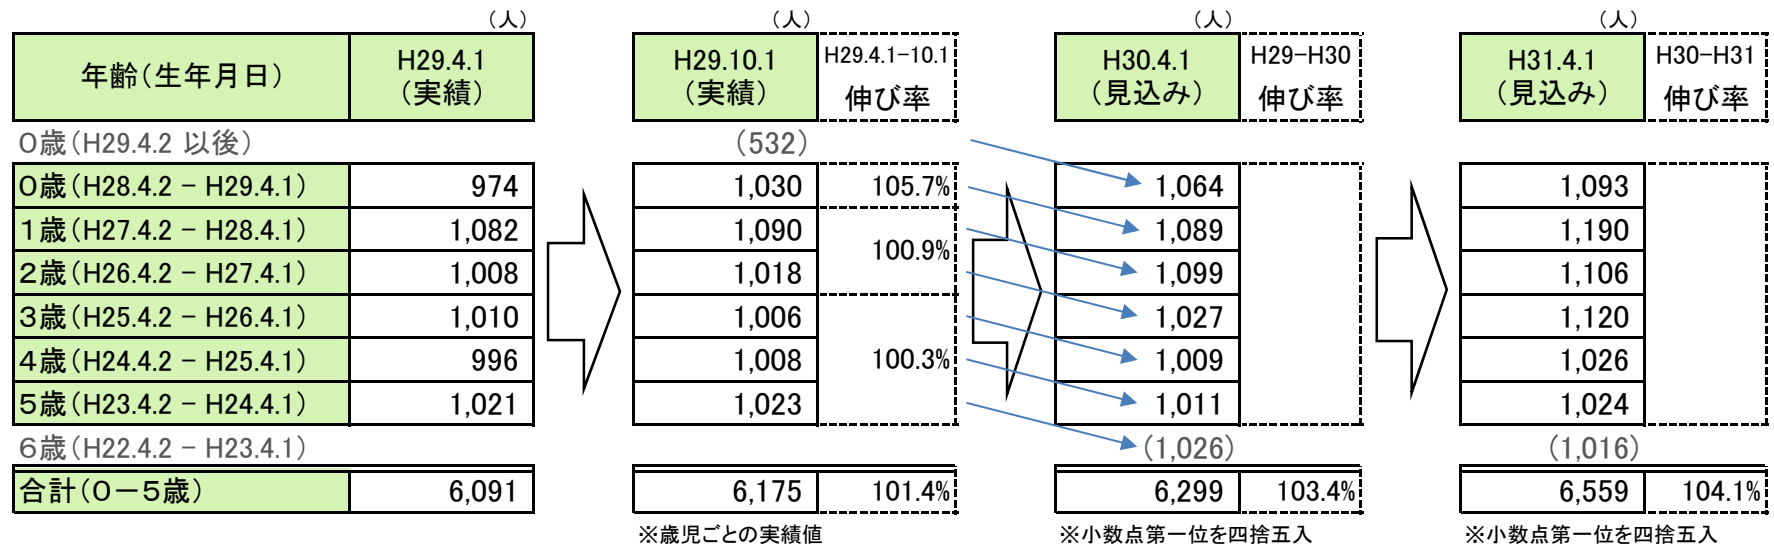 （人） （人） （人） （人）
年齢（生年月日） H29.4.1 （実績） H29.10.1 （実績） H29.4.1-10.1 伸び率 H30.4.1 （見込み） H29-H30 伸び率 H31.4.1 （見込み） H30-H31 伸び率
0歳（H29.4.2 以後） （532）
0歳（H28.4.2 - H29.4.1） 974 1,030 105.7% 1,064 1,093
1歳（H27.4.2 - H28.4.1） 1,082 1,090 1,089 1,190
100.9%
2歳（H26.4.2 - H27.4.1） 1,008 1,018 1,099 1,106
3歳（H25.4.2 - H26.4.1） 1,010 1,006 1,027 1,120
4歳（H24.4.2 - H25.4.1） 996 1,008 100.3% 1,009 1,026
5歳（H23.4.2 - H24.4.1） 1,021 1,023 1,011 1,024
6歳（H22.4.2 - H23.4.1） （1,026） （1,016）
合計（0－5歳） 6,091 6,175 101.4% 6,299 103.4% 6,559 104.1%
※歳児ごとの実績値 ※小数点第一位を四捨五入 ※小数点第一位を四捨五入